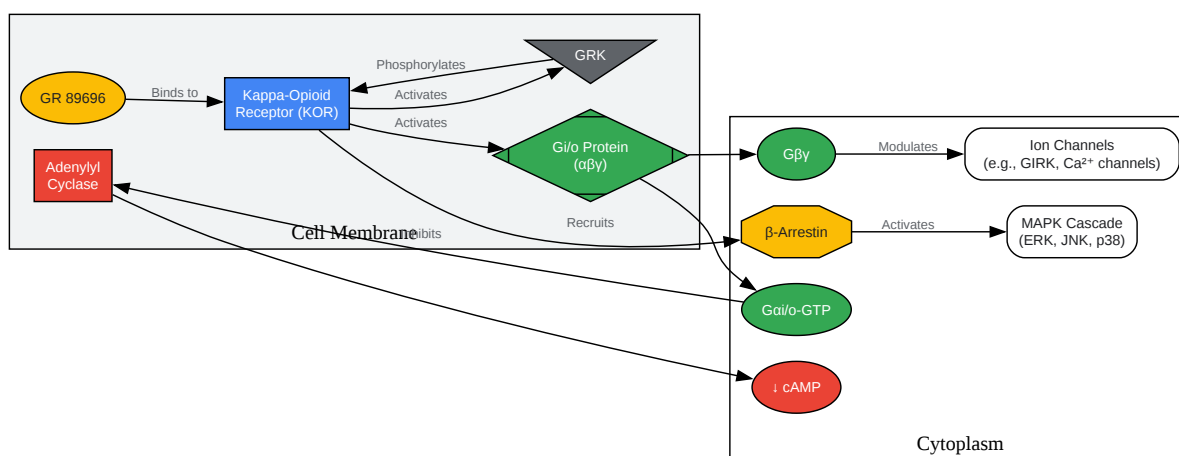 GRK
Phosphorylates
GR 89696
Binds to
Kappa-Opioid
Receptor (KOR)
Activates
Activates
Gi/o Protein
(αβγ)
Gβγ
Modulates
Ion Channels
(e.g., GIRK, Ca²⁺ channels)
Adenylyl
Cyclase
Cell Membrane
Inhibits
Recruits
β-Arrestin
Activates
MAPK Cascade
(ERK, JNK, p38)
Gαi/o-GTP
↓ cAMP
Cytoplasm